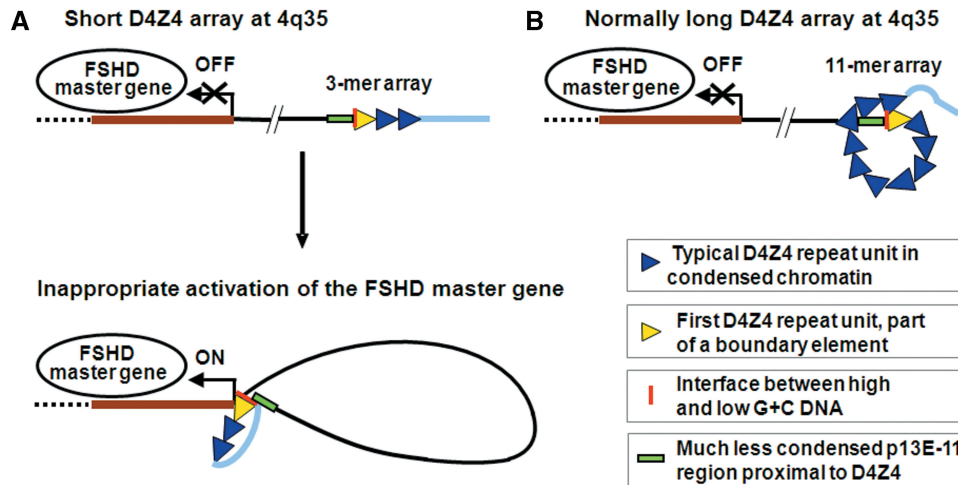 A
Short D4Z4 array at 4q35
FSHD
master gene
OFF
3-mer array
Inappropriate activation of the FSHD master gene
FSHD
master gene
ON
B
Normally long D4Z4 array at 4q35
FSHD
master gene
OFF
11-mer array
Typical D4Z4 repeat unit in
condensed chromatin
First D4Z4 repeat unit, part
of a boundary element
Interface between high
and low G+C DNA
Much less condensed p13E-11
region proximal to D4Z4